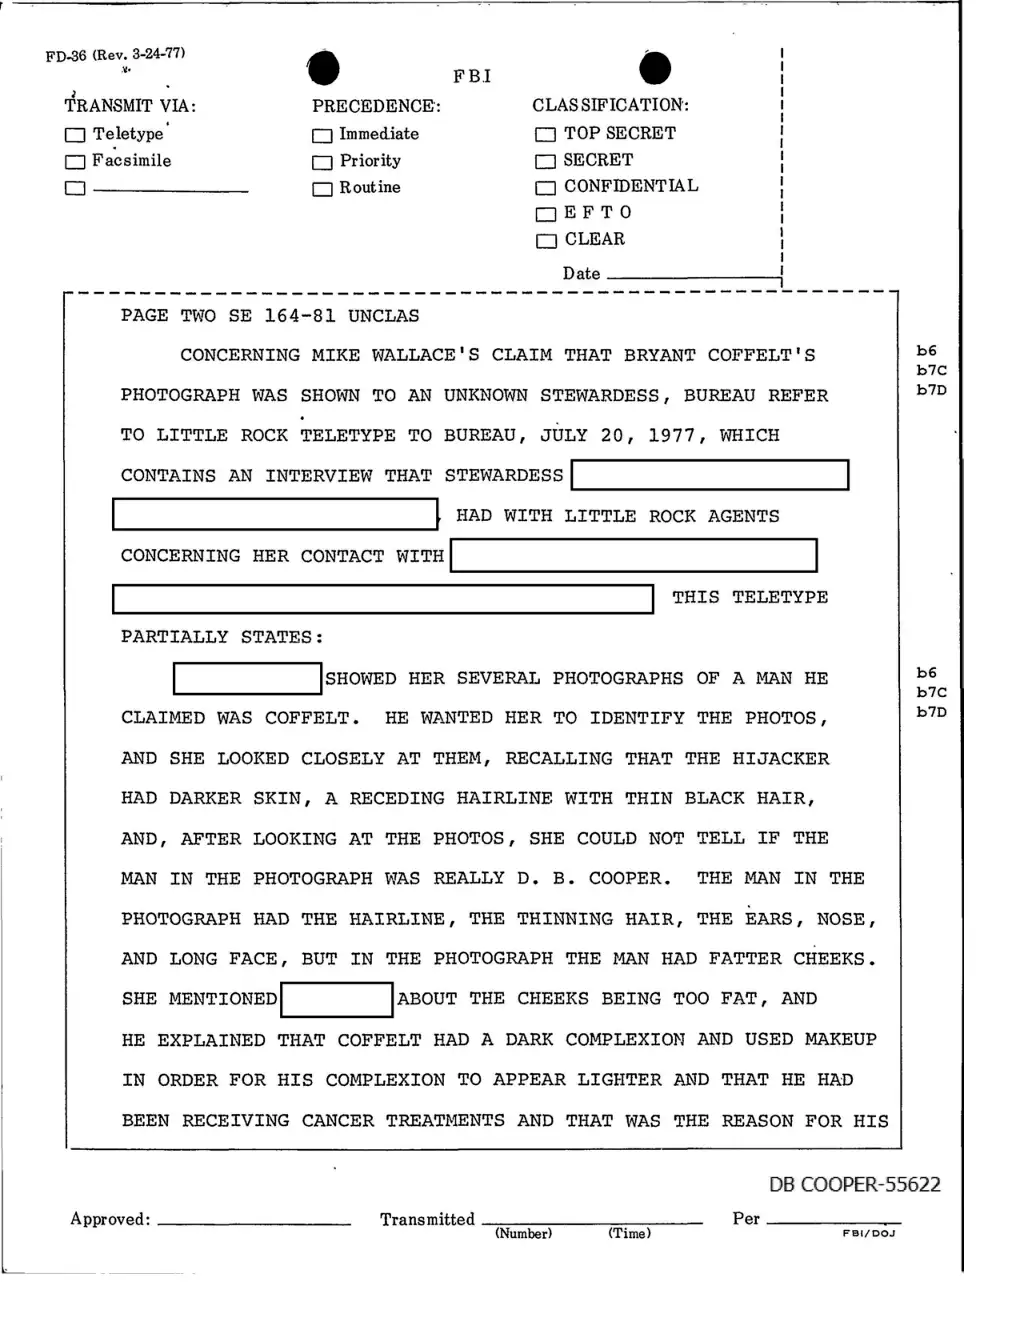 FD-36 (Rev. 3-24-77)
FBI
TRANSMIT VIA: PRECEDENCE: CLASSIFICATION:
Teletype Immediate TOP SECRET
Facsimile Priority SECRET
Routine CONFIDENTIAL
E F T O
CLEAR
Date
PAGE TWO SE 164-81 UNCLAS
CONCERNING MIKE WALLACE'S CLAIM THAT BRYANT COFFELT'S
PHOTOGRAPH WAS SHOWN TO AN UNKNOWN STEWARDESS, BUREAU REFER
TO LITTLE ROCK TELETYPE TO BUREAU, JULY 20, 1977, WHICH
CONTAINS AN INTERVIEW THAT STEWARDESS
, HAD WITH LITTLE ROCK AGENTS
CONCERNING HER CONTACT WITH
THIS TELETYPE
PARTIALLY STATES:
SHOWED HER SEVERAL PHOTOGRAPHS OF A MAN HE
CLAIMED WAS COFFELT. HE WANTED HER TO IDENTIFY THE PHOTOS,
AND SHE LOOKED CLOSELY AT THEM, RECALLING THAT THE HIJACKER
HAD DARKER SKIN, A RECEDING HAIRLINE WITH THIN BLACK HAIR,
AND, AFTER LOOKING AT THE PHOTOS, SHE COULD NOT TELL IF THE
MAN IN THE PHOTOGRAPH WAS REALLY D. B. COOPER. THE MAN IN THE
PHOTOGRAPH HAD THE HAIRLINE, THE THINNING HAIR, THE EARS, NOSE,
AND LONG FACE, BUT IN THE PHOTOGRAPH THE MAN HAD FATTER CHEEKS.
SHE MENTIONED ABOUT THE CHEEKS BEING TOO FAT, AND
HE EXPLAINED THAT COFFELT HAD A DARK COMPLEXION AND USED MAKEUP
IN ORDER FOR HIS COMPLEXION TO APPEAR LIGHTER AND THAT HE HAD
BEEN RECEIVING CANCER TREATMENTS AND THAT WAS THE REASON FOR HIS
b6
b7C
b7D
b6
b7C
b7D
DB COOPER-55622
Approved: Transmitted Per
(Number) (Time) FBI/DOJ